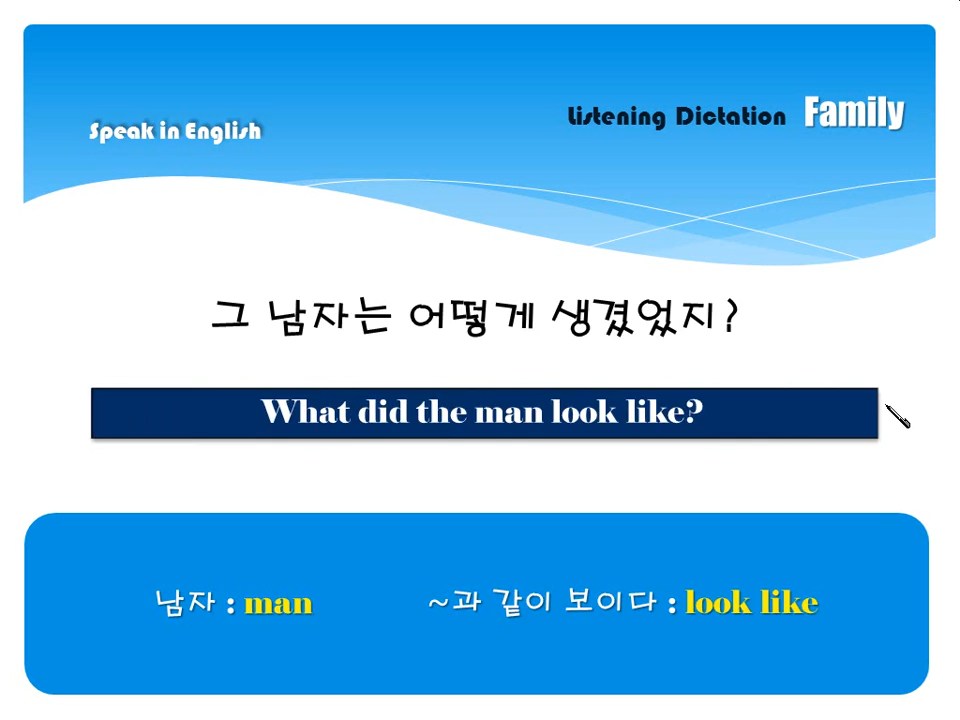 Speak in English
Listening Dictation Family
그 남자는 어떻게 생겼었지?
What did the man look like?
남자 : man ~과 같이 보이다 : look like